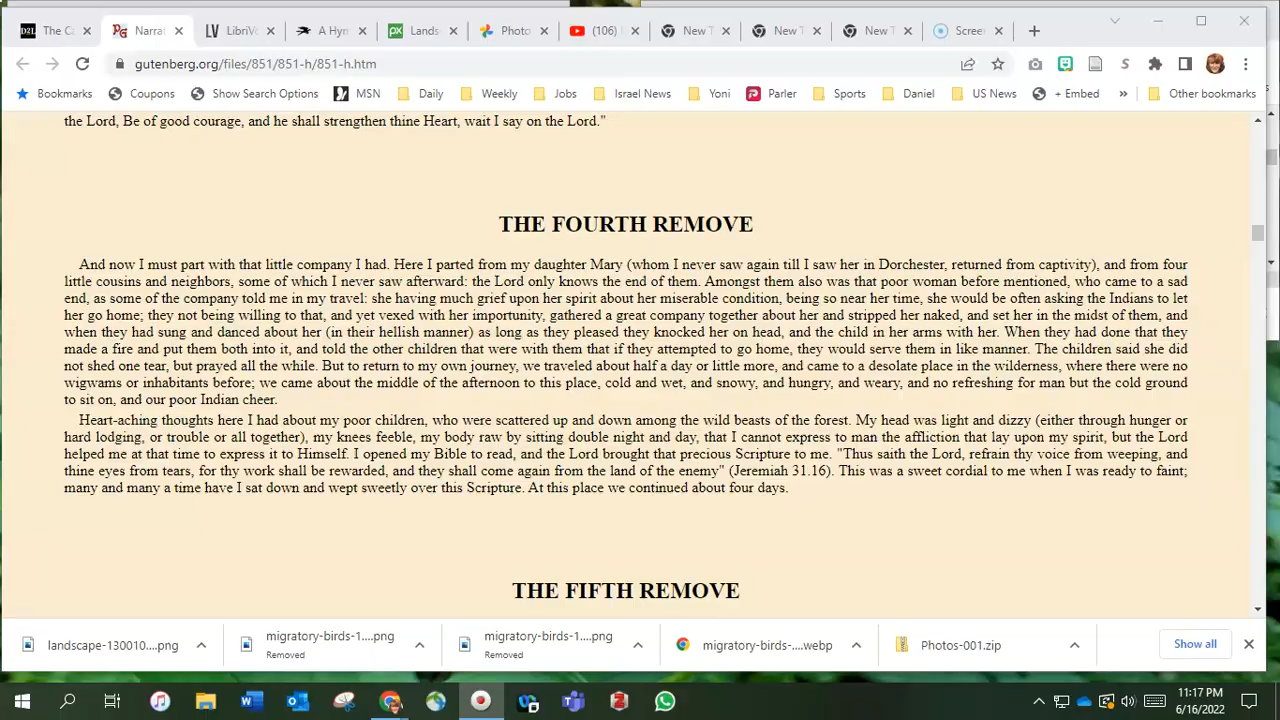 D2L The C
PG Narrat
LV LibriV
A Hym
px Lands
Photo
(106)
New T
New T
New T
Scree
gutenberg.org/files/851/851-h/851-h.htm
Bookmarks Coupons Show Search Options MSN Daily Weekly Jobs Israel News Yoni Parler Sports Daniel US News + Embed » Other bookmarks
the Lord, Be of good courage, and he shall strengthen thine Heart, wait I say on the Lord."
THE FOURTH REMOVE
And now I must part with that little company I had. Here I parted from my daughter Mary (whom I never saw again till I saw her in Dorchester, returned from captivity), and from four
little cousins and neighbors, some of which I never saw afterward: the Lord only knows the end of them. Amongst them also was that poor woman before mentioned, who came to a sad
end, as some of the company told me in my travel: she having much grief upon her spirit about her miserable condition, being so near her time, she would be often asking the Indians to let
her go home; they not being willing to that, and yet vexed with her importunity, gathered a great company together about her and stripped her naked, and set her in the midst of them, and
when they had sung and danced about her (in their hellish manner) as long as they pleased they knocked her on head, and the child in her arms with her. When they had done that they
made a fire and put them both into it, and told the other children that were with them that if they attempted to go home, they would serve them in like manner. The children said she did
not shed one tear, but prayed all the while. But to return to my own journey, we traveled about half a day or little more, and came to a desolate place in the wilderness, where there were no
wigwams or inhabitants before; we came about the middle of the afternoon to this place, cold and wet, and snowy, and hungry, and weary, and no refreshing for man but the cold ground
to sit on, and our poor Indian cheer.
Heart-aching thoughts here I had about my poor children, who were scattered up and down among the wild beasts of the forest. My head was light and dizzy (either through hunger or
hard lodging, or trouble or all together), my knees feeble, my body raw by sitting double night and day, that I cannot express to man the affliction that lay upon my spirit, but the Lord
helped me at that time to express it to Himself. I opened my Bible to read, and the Lord brought that precious Scripture to me. "Thus saith the Lord, refrain thy voice from weeping, and
thine eyes from tears, for thy work shall be rewarded, and they shall come again from the land of the enemy" (Jeremiah 31.16). This was a sweet cordial to me when I was ready to faint;
many and many a time have I sat down and wept sweetly over this Scripture. At this place we continued about four days.
THE FIFTH REMOVE
landscape-130010....png
migratory-birds-1....png
Removed
migratory-birds-1....png
Removed
migratory-birds-....webp
Photos-001.zip
Show all
11:17 PM
6/16/2022